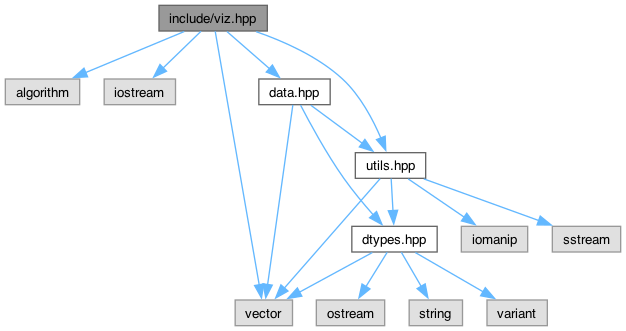 include/viz.hpp
algorithm
iostream
data.hpp
utils.hpp
dtypes.hpp
iomanip
sstream
vector
ostream
string
variant